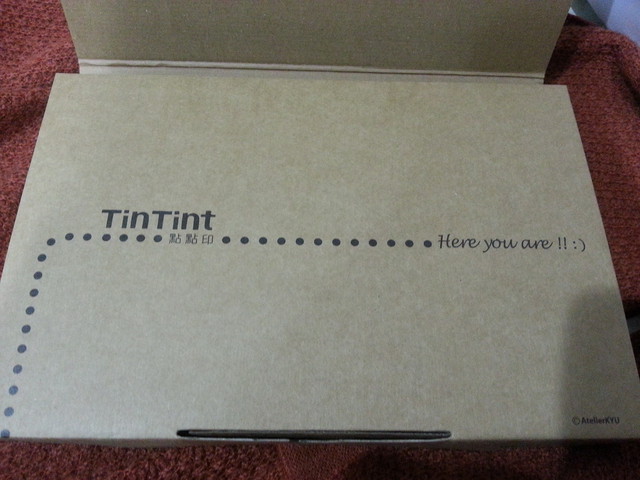 TinTint
點點印
Here you are !! :)
©AtelierKYU